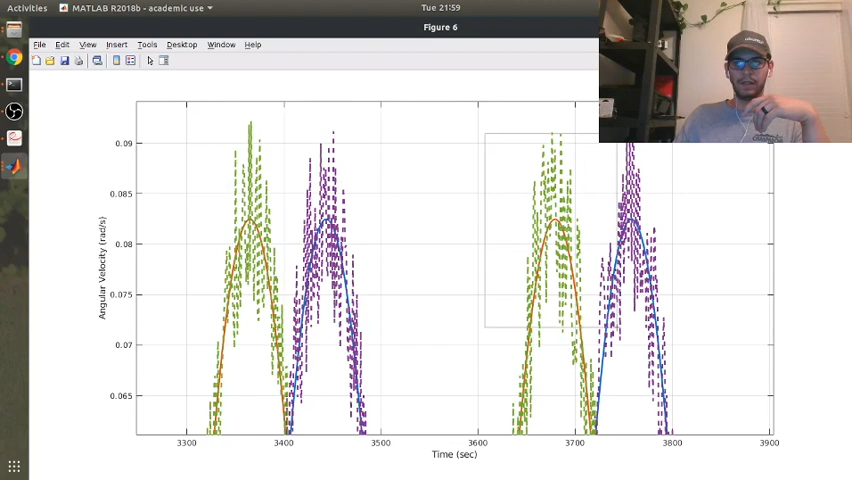 Activities MATLAB R2018b - academic use Tue 21:59
Figure 6
File Edit View Insert Tools Desktop Window Help
0.09
0.085
0.08
0.075
0.07
0.065
Angular Velocity (rad/s)
3300 3400 3500 3600 3700 3800 3900
Time (sec)